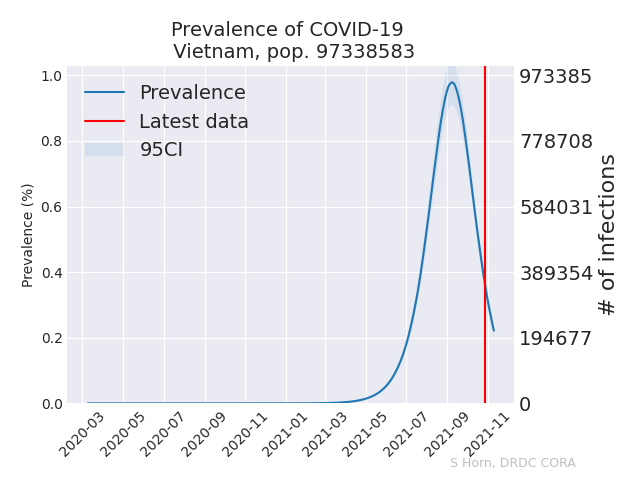 Prevalence of COVID-19
Vietnam, pop. 97338583
Prevalence
Latest data
95CI
Prevalence (%)
1.0
0.8
0.6
0.4
0.2
0.0
973385
778708
584031
389354
194677
0
# of infections
2020-03
2020-05
2020-07
2020-09
2020-11
2021-01
2021-03
2021-05
2021-07
2021-09
2021-11
S Horn, DRDC CORA